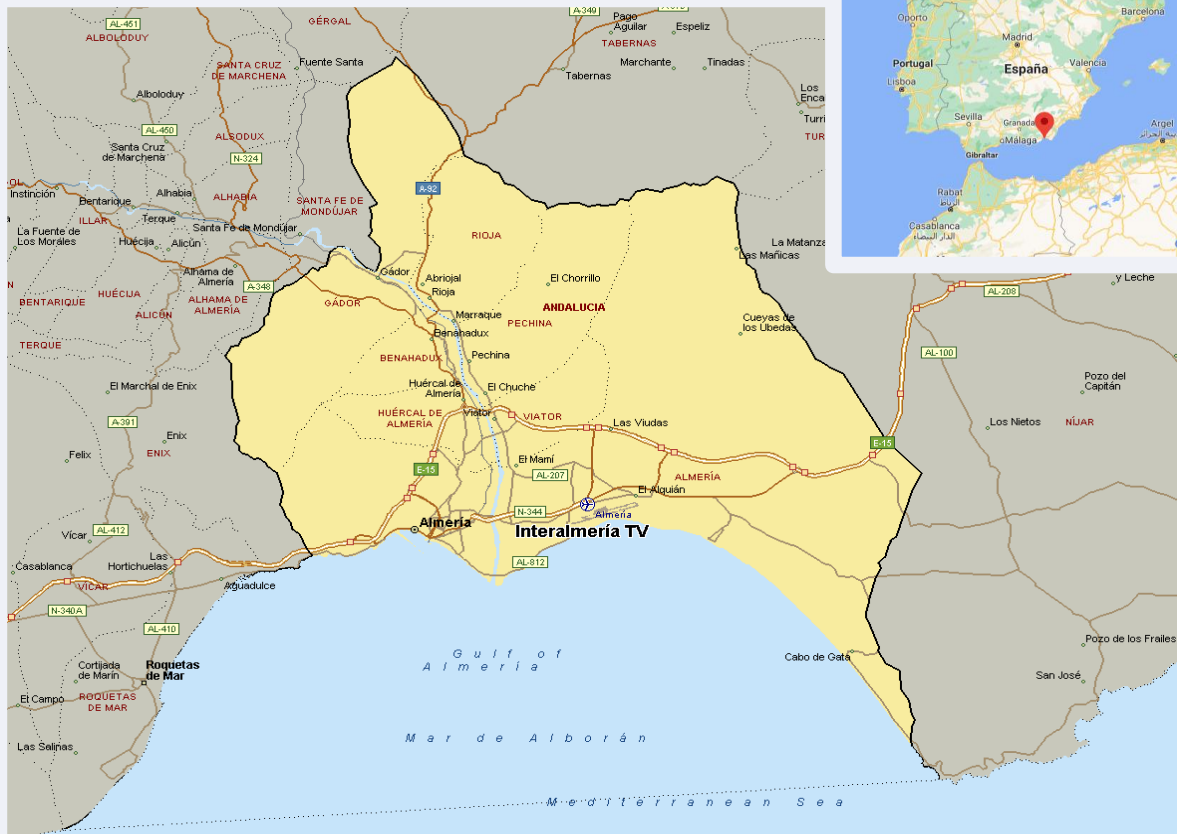 AL-451
ALBOLODUY
GÉRGAL
A-349
Pago
Aguilar
Espeliz
TABERNAS
Marchante
Tinadas
Tabernas
SANTA CRUZ
DE MARCHENA
Fuente Santa
Alboloduy
Los
Enca
Turri
TUR
AL-450
ALSODUX
Santa Cruz
de Marchena
N-324
Instinción
Bentarique
Alhabia
ALHABIA
SANTA FE DE
MONDÚJAR
A-92
Terque
ILLAR
Santa Fe de Mondújar
La Fuente de
Los Morales
Huécija
Alicún
RIOJA
La Matanza
Las Mañicas
Alhama de
Almería
A-348
Gádor
Abriojal
Rioja
El Chorrillo
BENTARIQUE
HUÉCIJA
ALHAMA DE
ALMERÍA
ALICÚN
GÁDOR
ANDALUCIA
Marraque
PECHINA
Cueyas de
los Ubedas
TERQUE
Benahadux
BENAHADUX
Pechina
El Marchal de Enix
Huércal de
Almería
El Chuche
HUÉRCAL DE
ALMERÍA
Viator
VIATOR
Las Viudas
A-391
Enix
ENIX
Felix
E-15
El Mamí
AL-207
ALMERÍA
El Alquián
E-15
N-344
Almería
Almería
Interalmería TV
AL-412
Vícar
Las
Hortichuelas
Casablanca
VÍCAR
Aguadulce
AL-812
N-340A
AL-410
Cortijada
de Marín
Roquetas
de Mar
ROQUETAS
DE MAR
El Campo
Las Salinas
Gulf of
Almería
Mar de Alborán
Mediterranean Sea
Cabo de Gata
Pozo de los Frailes
San José
AL-208
y Leche
AL-100
Pozo del
Capitán
Los Nietos
NÍJAR
Oporto
Barcelona
Madrid
Portugal
España
Valencia
Lisboa
Sevilla
Granada
Málaga
Gibraltar
Argel
Rabat
الرباط
Casablanca
الدار البيضاء